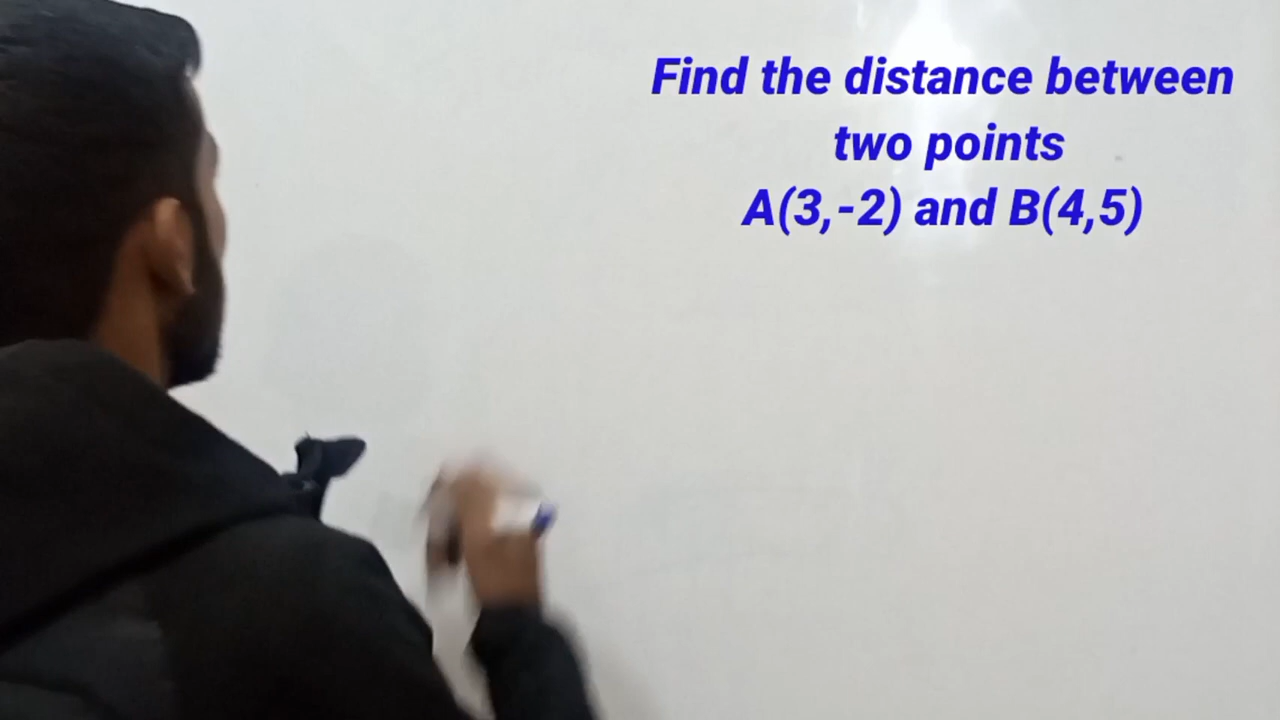 Find the distance between
two points
A(3,-2) and B(4,5)